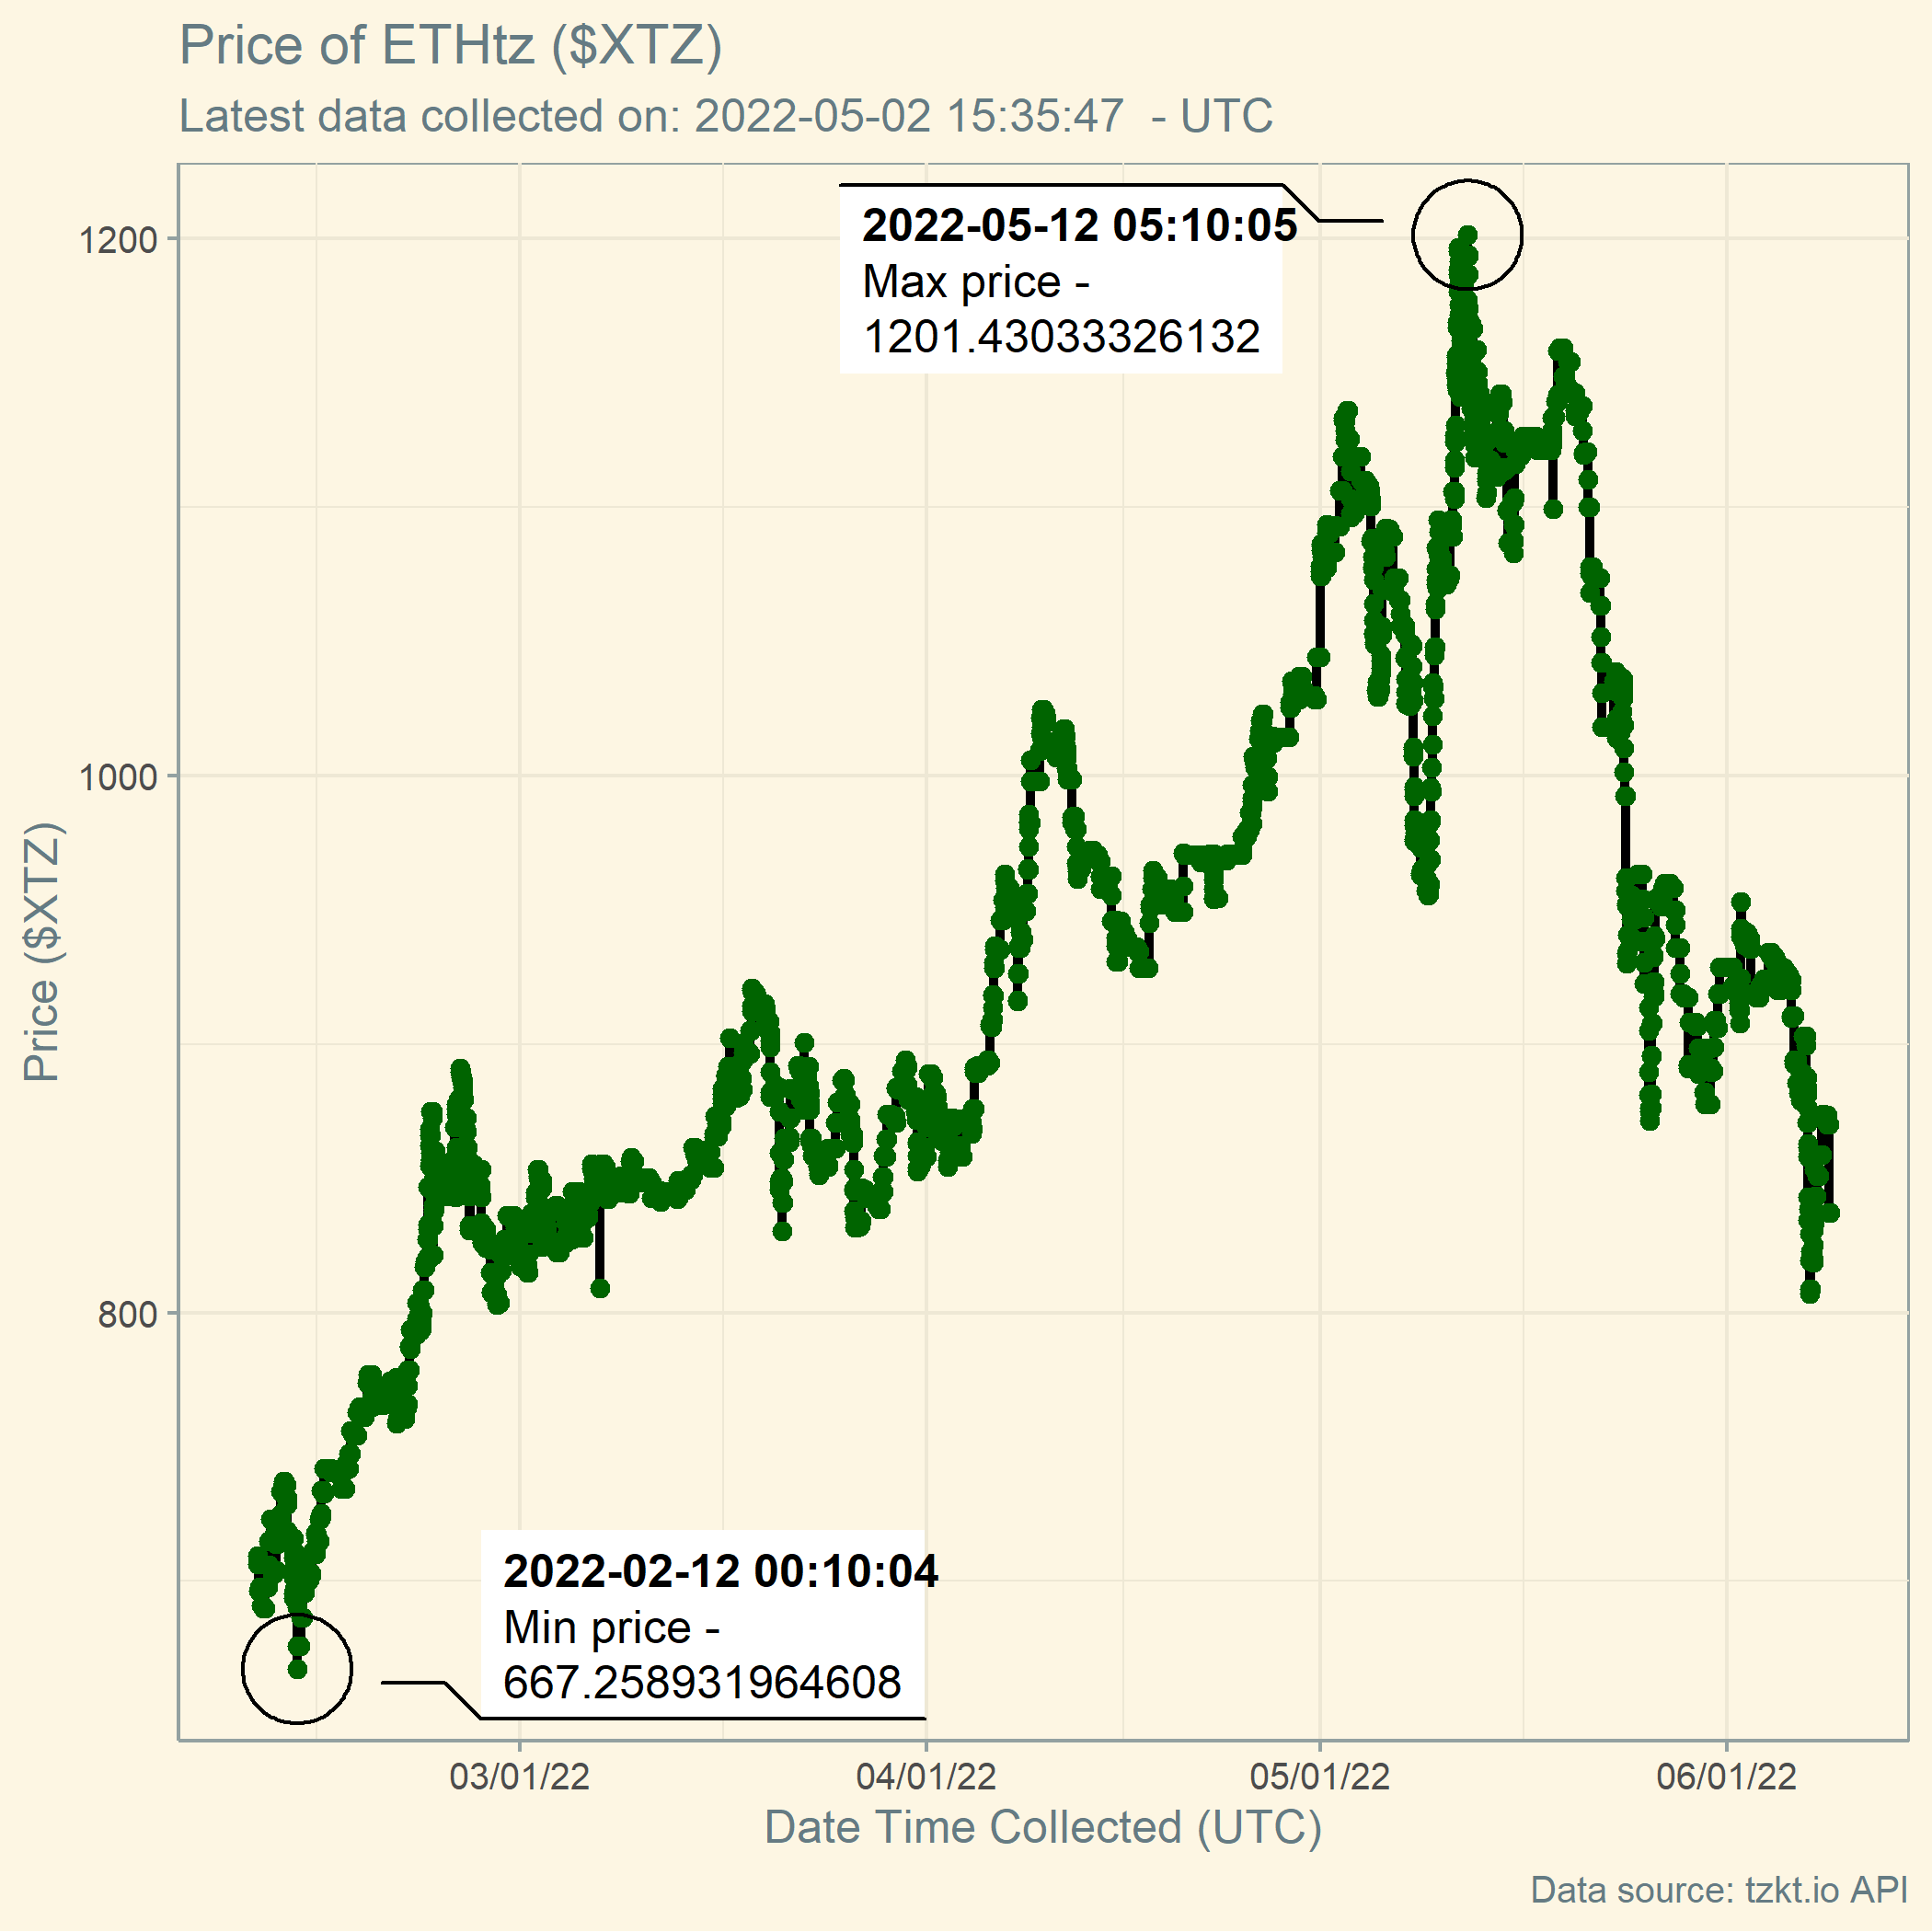 Price of ETHtz ($XTZ)
Latest data collected on: 2022-05-02 15:35:47  - UTC
2022-05-12 05:10:05
Max price -
1201.43033326132
1200
1000
800
Price ($XTZ)
2022-02-12 00:10:04
Min price -
667.258931964608
03/01/22
04/01/22
05/01/22
06/01/22
Date Time Collected (UTC)
Data source: tzkt.io API